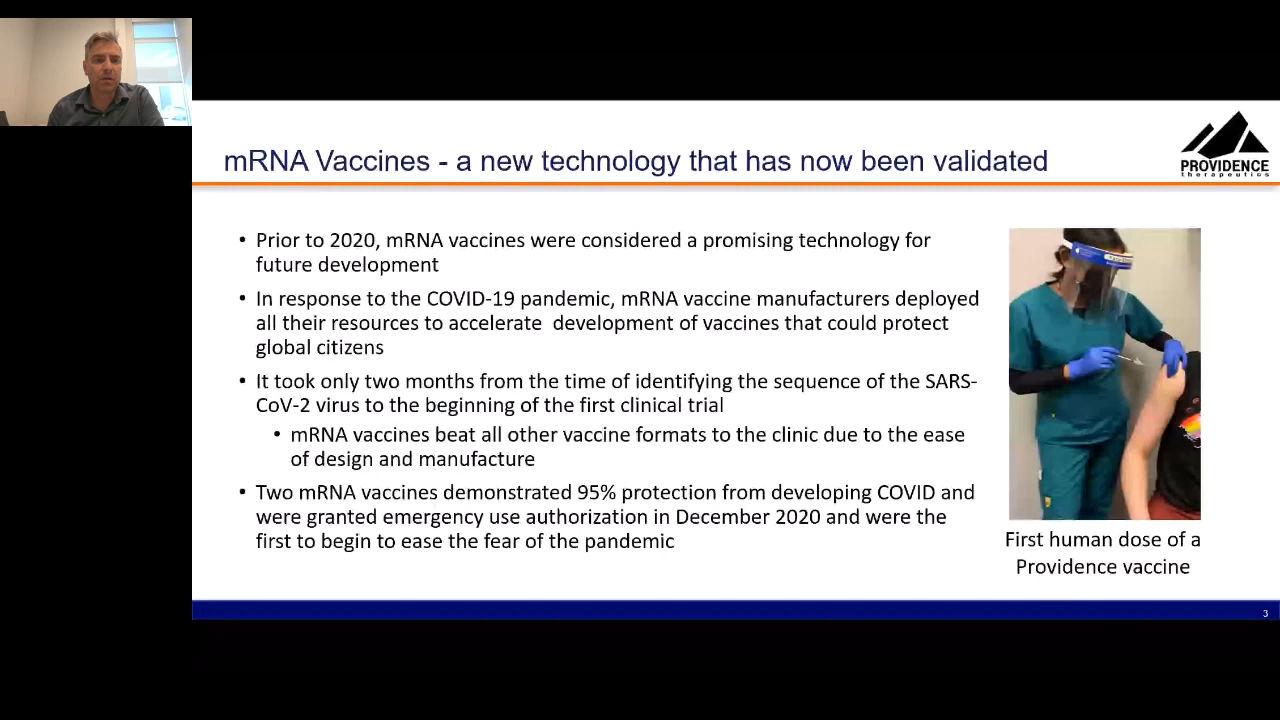 mRNA Vaccines - a new technology that has now been validated
PROVIDENCE
therapeutics
• Prior to 2020, mRNA vaccines were considered a promising technology for
future development
• In response to the COVID-19 pandemic, mRNA vaccine manufacturers deployed
all their resources to accelerate  development of vaccines that could protect
global citizens
• It took only two months from the time of identifying the sequence of the SARS-
CoV-2 virus to the beginning of the first clinical trial
• mRNA vaccines beat all other vaccine formats to the clinic due to the ease
of design and manufacture
• Two mRNA vaccines demonstrated 95% protection from developing COVID and
were granted emergency use authorization in December 2020 and were the
first to begin to ease the fear of the pandemic
First human dose of a
Providence vaccine
3